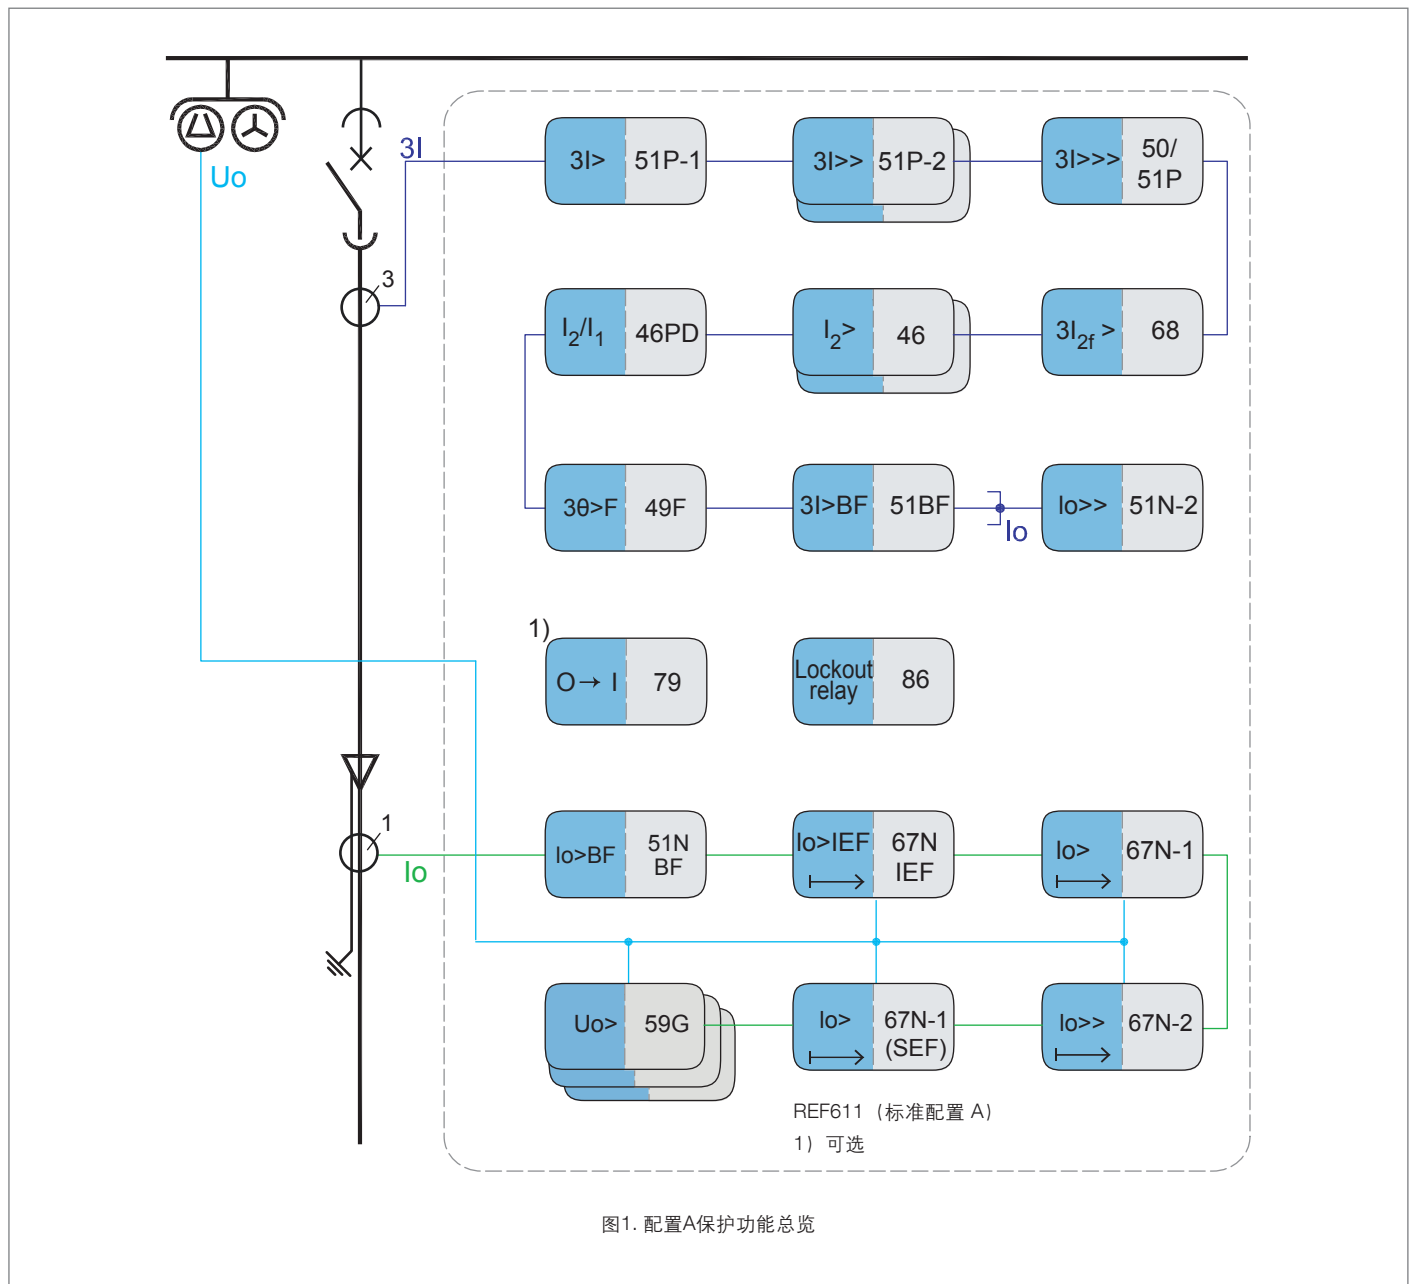 3I
Uo
3I>
51P-1
3I>>
51P-2
3I>>>
50/
51P
3
I2/I1
46PD
I2>
46
3I2f >
68
3θ>F
49F
3I>BF
51BF
Io
Io>>
51N-2
1)
O→ I
79
Lockout
relay
86
1
Io
Io>BF
51N
BF
Io>IEF
67N
IEF
Io>
67N-1
Uo>
59G
Io>
67N-1
(SEF)
Io>>
67N-2
REF611（标准配置 A）
1）可选
图1. 配置A保护功能总览